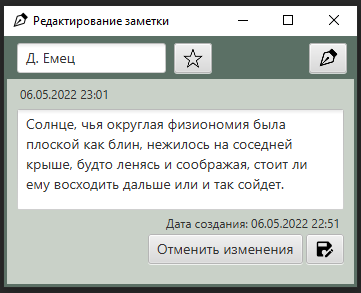 Редактирование заметки
Д. Емец
06.05.2022 23:01
Солнце, чья округлая физиономия была
плоской как блин, нежилось на соседней
крыше, будто ленясь и соображая, стоит ли
ему восходить дальше или и так сойдет.
Дата создания: 06.05.2022 22:51
Отменить изменения